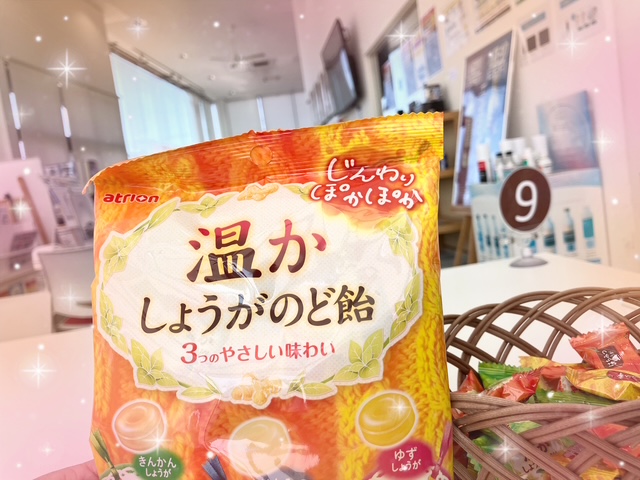 atrion
じんわり
ぽかぽか
温か
しょうがのど飴
3つのやさしい味わい
きんかん
しょうが
ゆず
しょうが
9